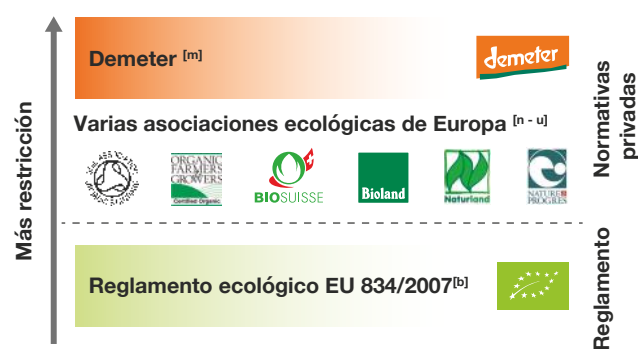 Demeter [m]
demeter
Varias asociaciones ecológicas de Europa [n - u]
ORGANIC
FARMERS
GROWERS
Certified Organic
BIOSUISSE
Bioland
Naturland
NATURE &
PROGRES
Reglamento ecológico EU 834/2007[b]
Más restricción
Normativas
privadas
Reglamento